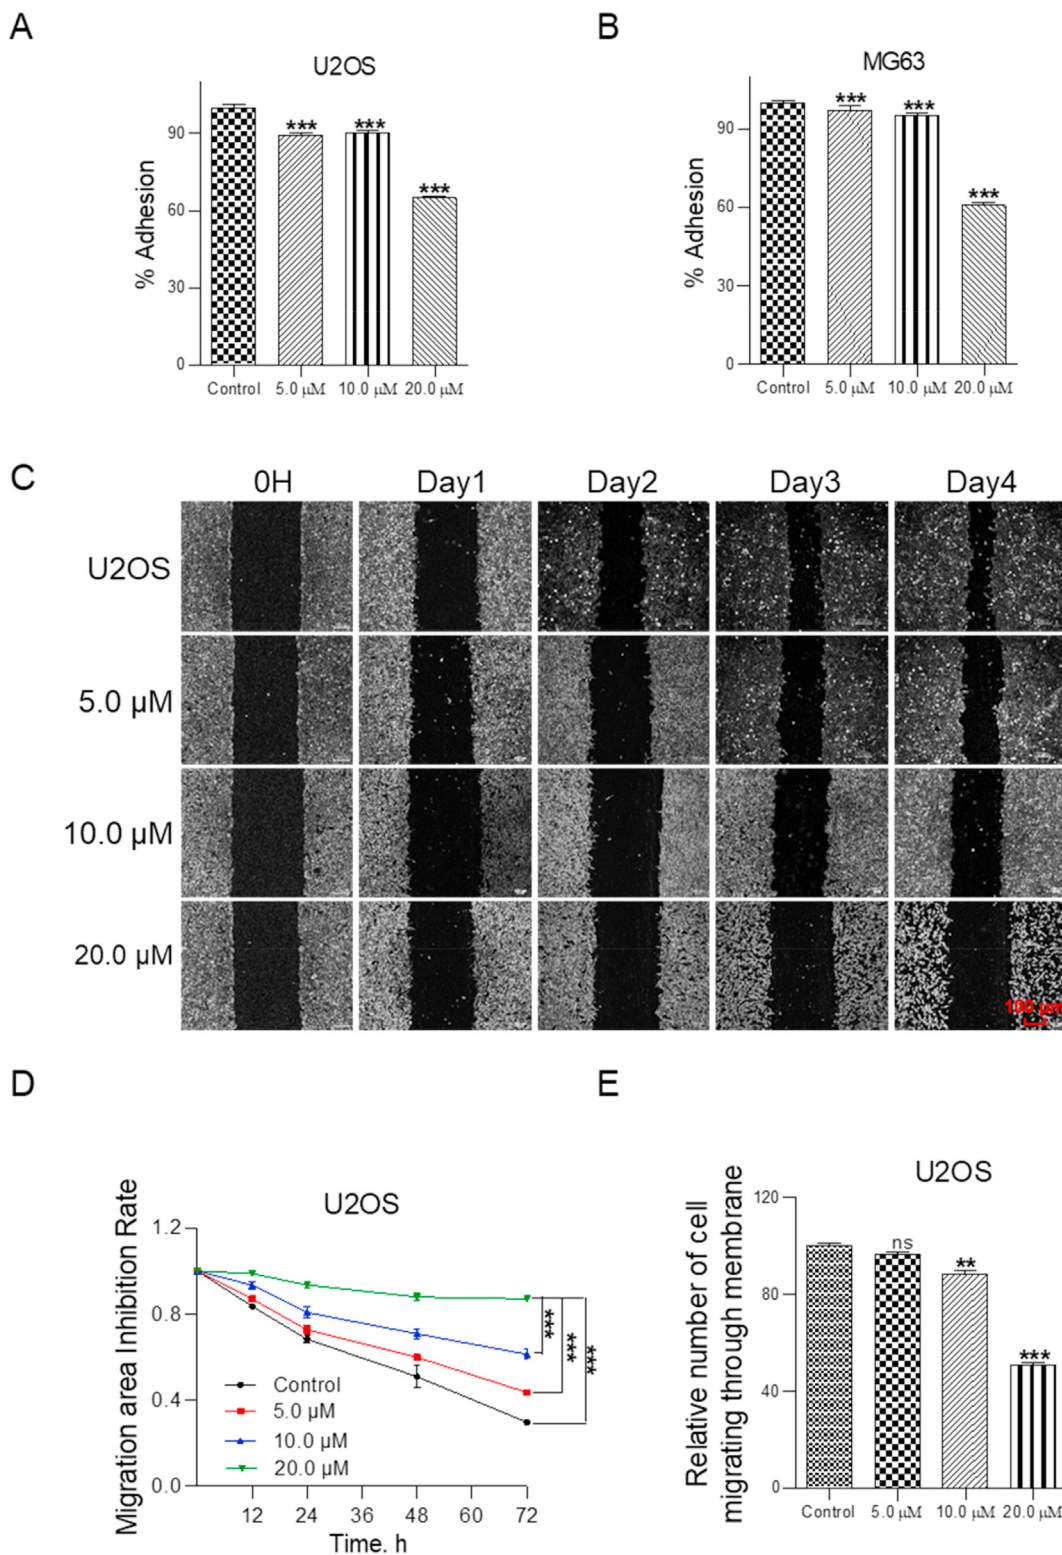 A
U2OS
% Adhesion
90
60
30
0
*** *** ***
Control 5.0 μM 10.0 μM 20.0 μM
B
MG63
% Adhesion
90
60
30
0
*** *** ***
Control 5.0 μM 10.0 μM 20.0 μM
C
0H Day1 Day2 Day3 Day4
U2OS
5.0 μM
10.0 μM
20.0 μM
100 μm
D
U2OS
Migration area Inhibition Rate
1.2
0.8
0.4
0.0
Control
5.0 μM
10.0 μM
20.0 μM
*** *** ***
12 24 36 48 60 72
Time. h
E
U2OS
Relative number of cell
migrating through membrane
120
80
40
0
ns ** ***
Control 5.0 μM 10.0 μM 20.0 μM